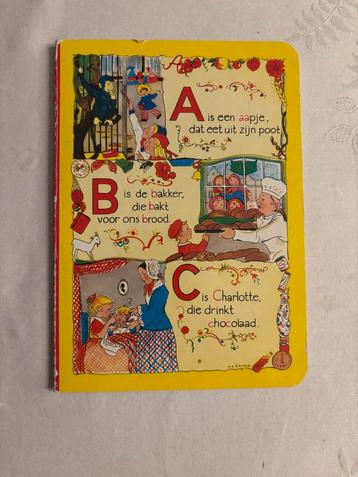 A is een aapje,
dat eet uit zijn poot.
B is de bakker,
die bakt
voor ons brood.
C is Charlotte,
die drinkt
chocolaad.